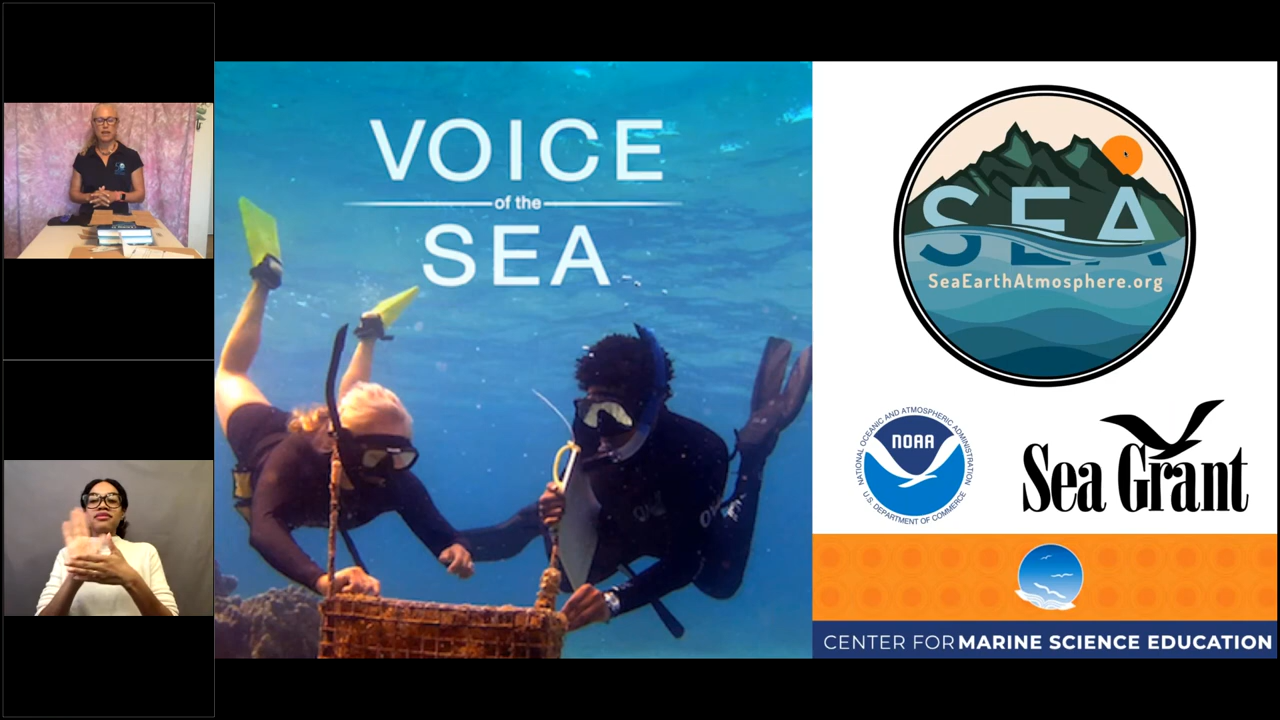 VOICE
of the
SEA
SEA
SeaEarthAtmosphere.org
NATIONAL OCEANIC AND ATMOSPHERIC ADMINISTRATION
NOAA
U.S. DEPARTMENT OF COMMERCE
Sea Grant
CENTER FOR MARINE SCIENCE EDUCATION